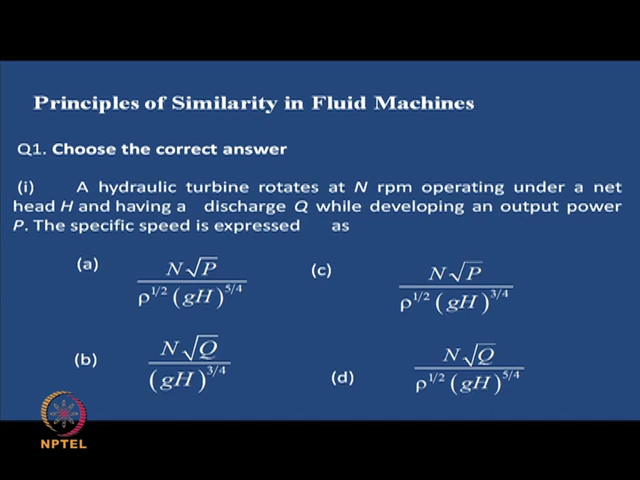 Principles of Similarity in Fluid Machines
Q1. Choose the correct answer
(i) A hydraulic turbine rotates at N rpm operating under a net
head H and having a discharge Q while developing an output power
P. The specific speed is expressed as
(a) N√P / ρ^1/2 (gH)^5/4
(c) N√P / ρ^1/2 (gH)^3/4
(b) N√Q / (gH)^3/4
(d) N√Q / ρ^1/2 (gH)^5/4
NPTEL